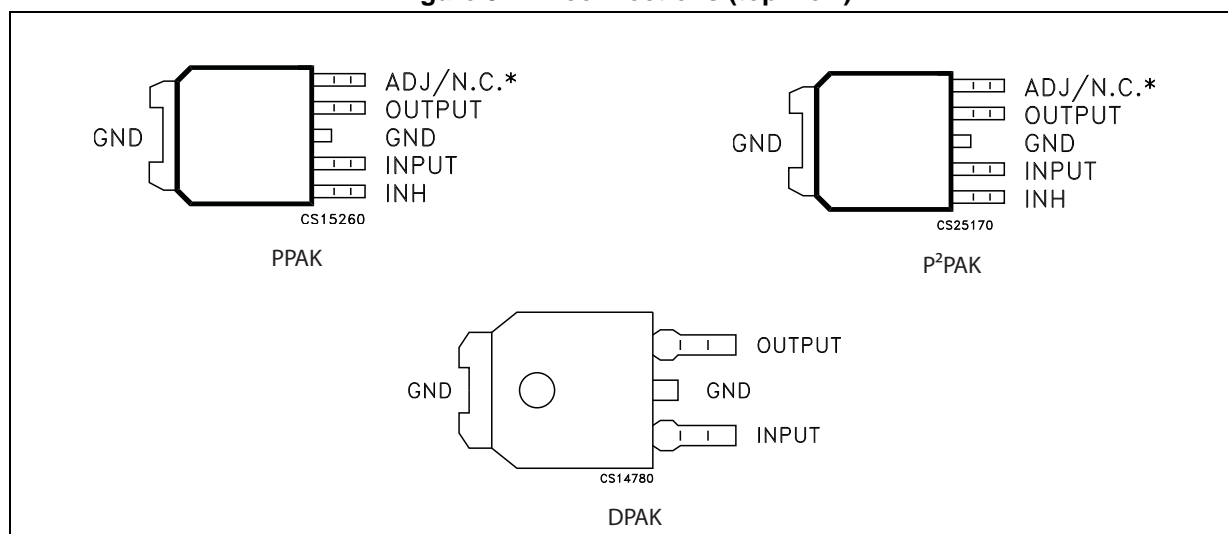 ADJ/N.C.*
OUTPUT
GND
GND
INPUT
INH
CS15260
PPAK
ADJ/N.C.*
OUTPUT
GND
GND
INPUT
INH
CS25170
P²PAK
OUTPUT
GND
GND
INPUT
CS14780
DPAK